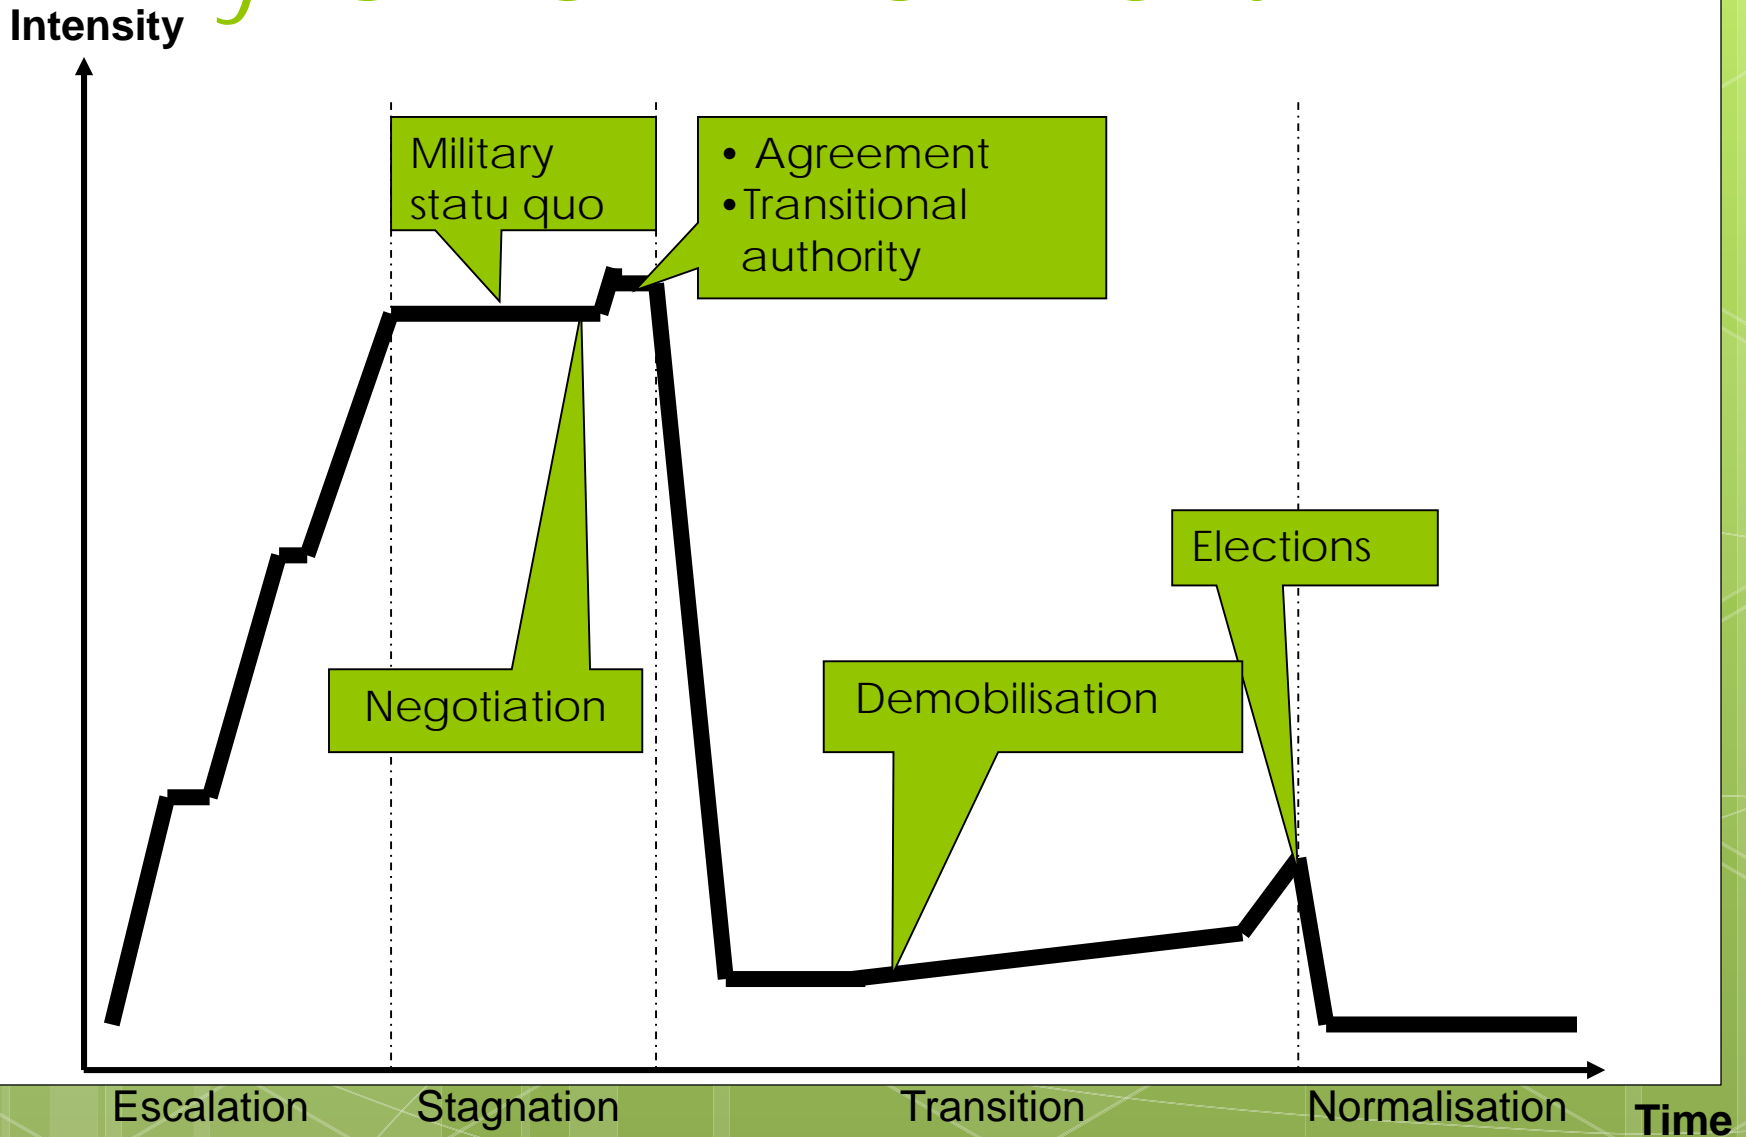 Intensity
Military
statu quo
• Agreement
•Transitional
authority
Elections
Negotiation
Demobilisation
Escalation
Stagnation
Transition
Normalisation
Time